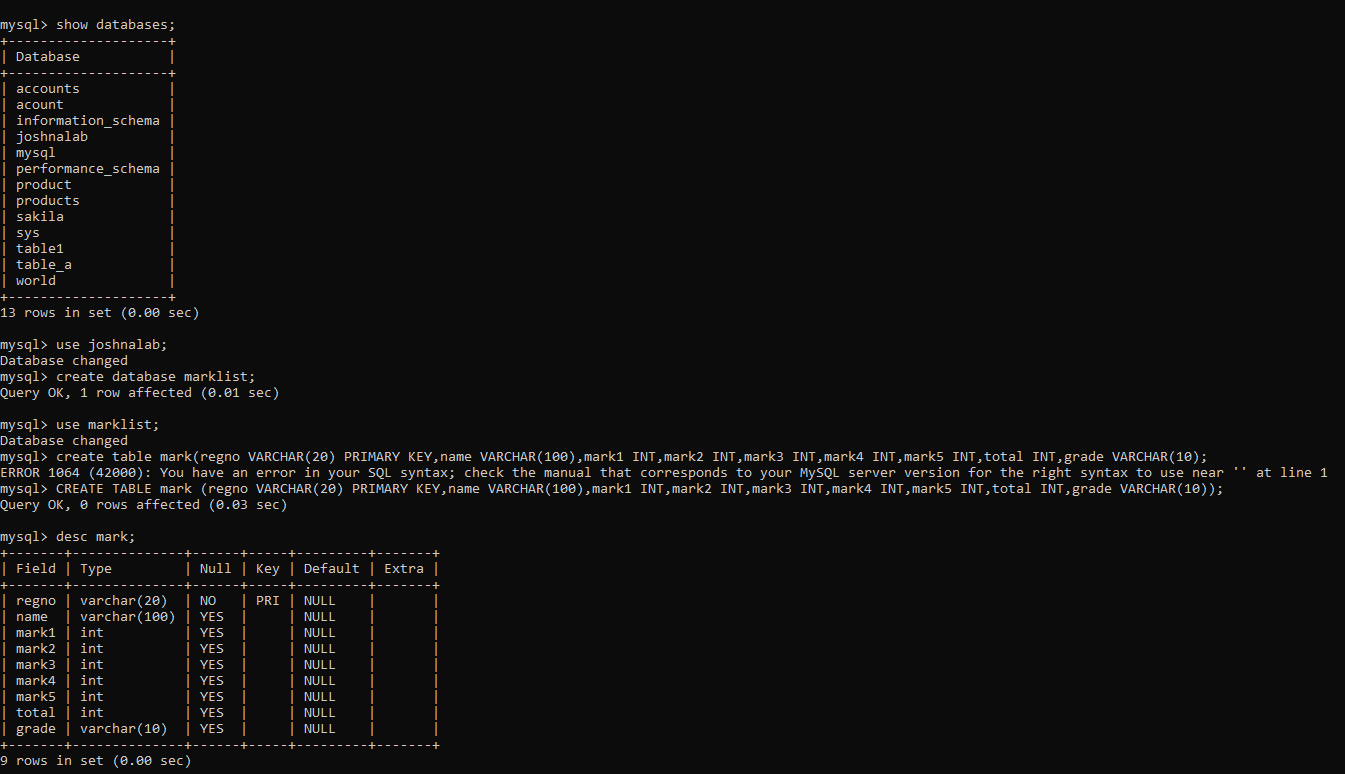 mysql> show databases;
+--------------------+
| Database           |
+--------------------+
| accounts           |
| acount             |
| information_schema |
| joshnalab          |
| mysql              |
| performance_schema |
| product            |
| products           |
| sakila             |
| sys                |
| table1             |
| table_a            |
| world              |
+--------------------+
13 rows in set (0.00 sec)

mysql> use joshnalab;
Database changed
mysql> create database marklist;
Query OK, 1 row affected (0.01 sec)

mysql> use marklist;
Database changed
mysql> create table mark(regno VARCHAR(20) PRIMARY KEY,name VARCHAR(100),mark1 INT,mark2 INT,mark3 INT,mark4 INT,mark5 INT,total INT,grade VARCHAR(10);
ERROR 1064 (42000): You have an error in your SQL syntax; check the manual that corresponds to your MySQL server version for the right syntax to use near '' at line 1
mysql> CREATE TABLE mark (regno VARCHAR(20) PRIMARY KEY,name VARCHAR(100),mark1 INT,mark2 INT,mark3 INT,mark4 INT,mark5 INT,total INT,grade VARCHAR(10));
Query OK, 0 rows affected (0.03 sec)

mysql> desc mark;
+-------+--------------+------+-----+---------+-------+
| Field | Type         | Null | Key | Default | Extra |
+-------+--------------+------+-----+---------+-------+
| regno | varchar(20)  | NO   | PRI | NULL    |       |
| name  | varchar(100) | YES  |     | NULL    |       |
| mark1 | int          | YES  |     | NULL    |       |
| mark2 | int          | YES  |     | NULL    |       |
| mark3 | int          | YES  |     | NULL    |       |
| mark4 | int          | YES  |     | NULL    |       |
| mark5 | int          | YES  |     | NULL    |       |
| total | int          | YES  |     | NULL    |       |
| grade | varchar(10)  | YES  |     | NULL    |       |
+-------+--------------+------+-----+---------+-------+
9 rows in set (0.00 sec)